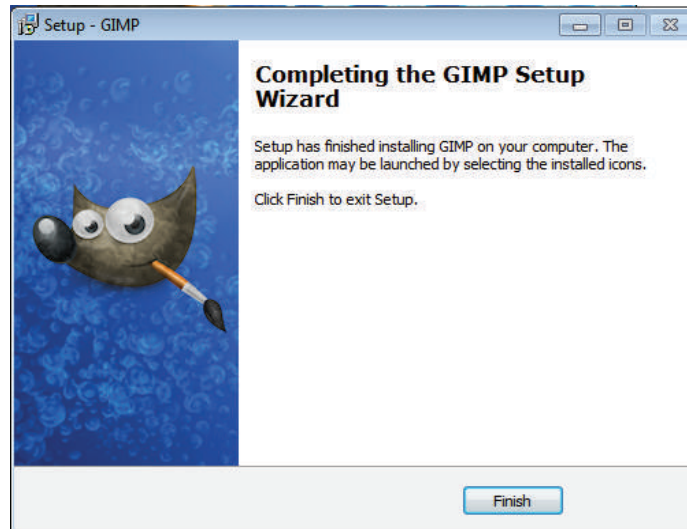 Setup - GIMP
Completing the GIMP Setup
Wizard
Setup has finished installing GIMP on your computer. The
application may be launched by selecting the installed icons.
Click Finish to exit Setup.
Finish